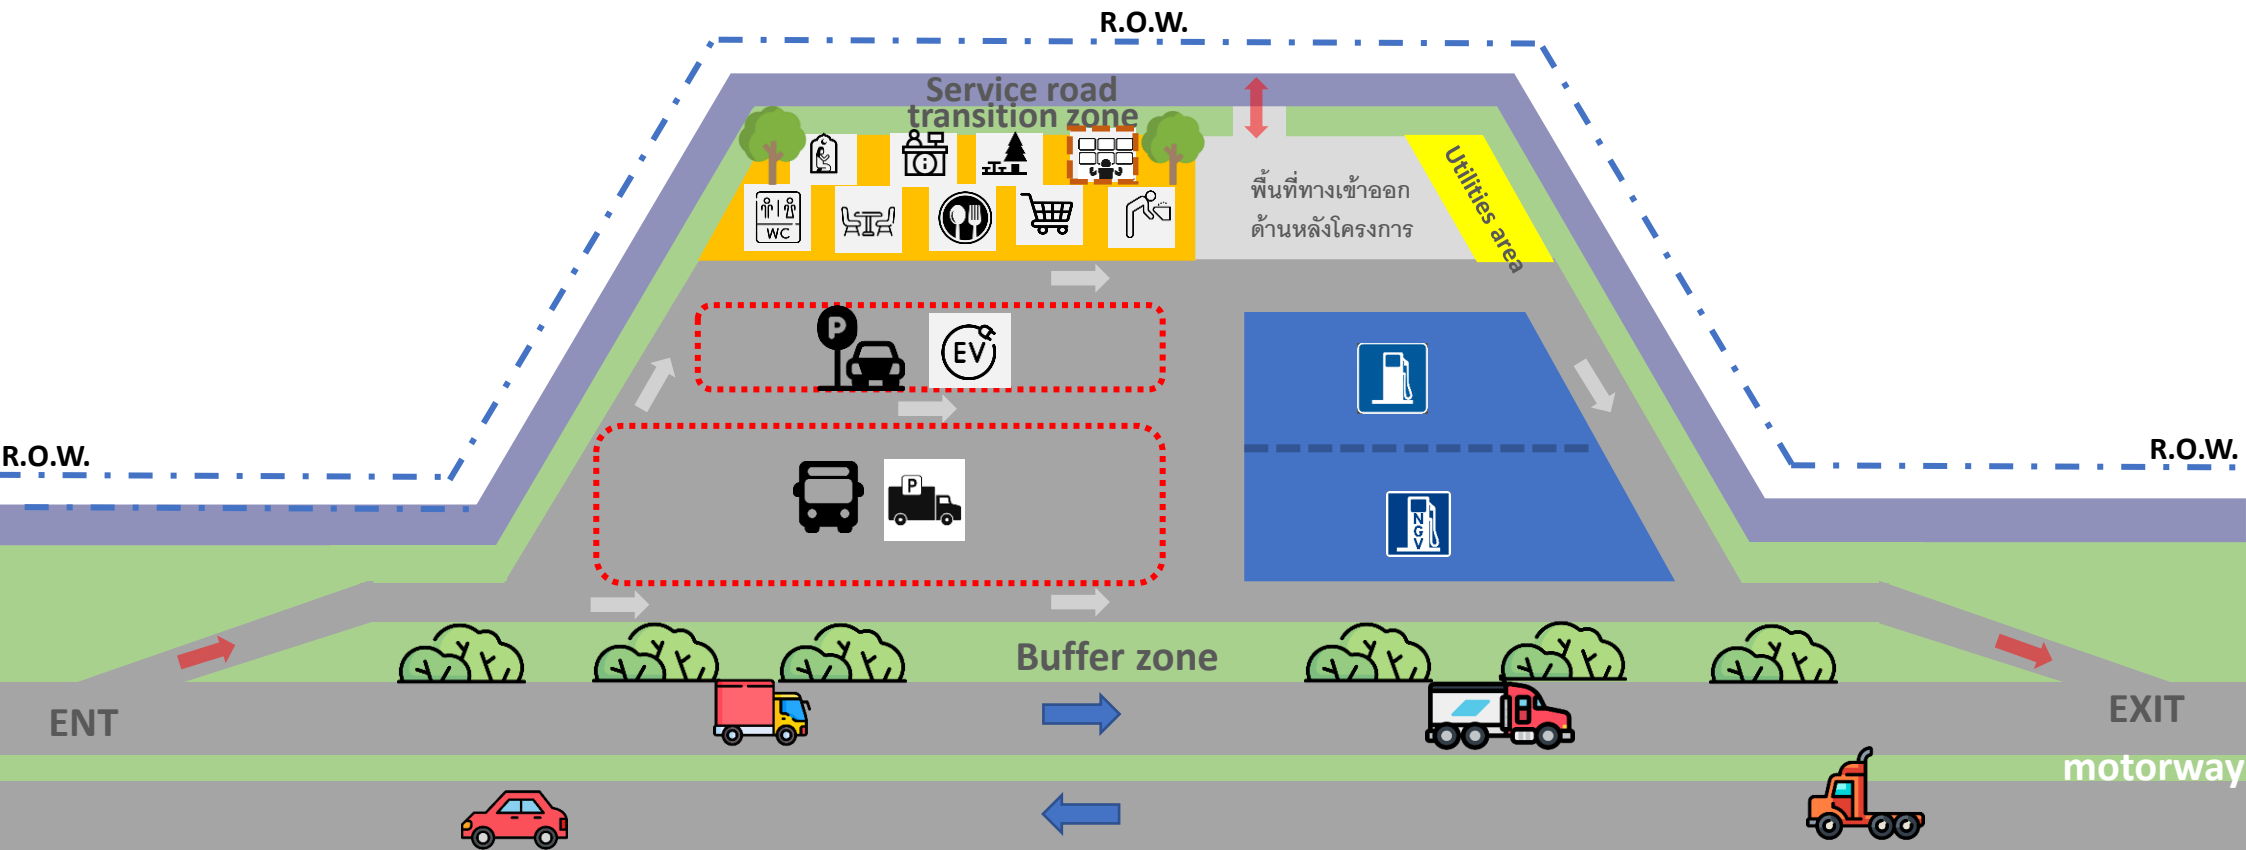 R.O.W.
Service road
transition zone
WC
พื้นที่ทางเข้าออก
ด้านหลังโครงการ
Utilities area
P
EV
R.O.W.
R.O.W.
P
NGV
Buffer zone
ENT
EXIT
motorway